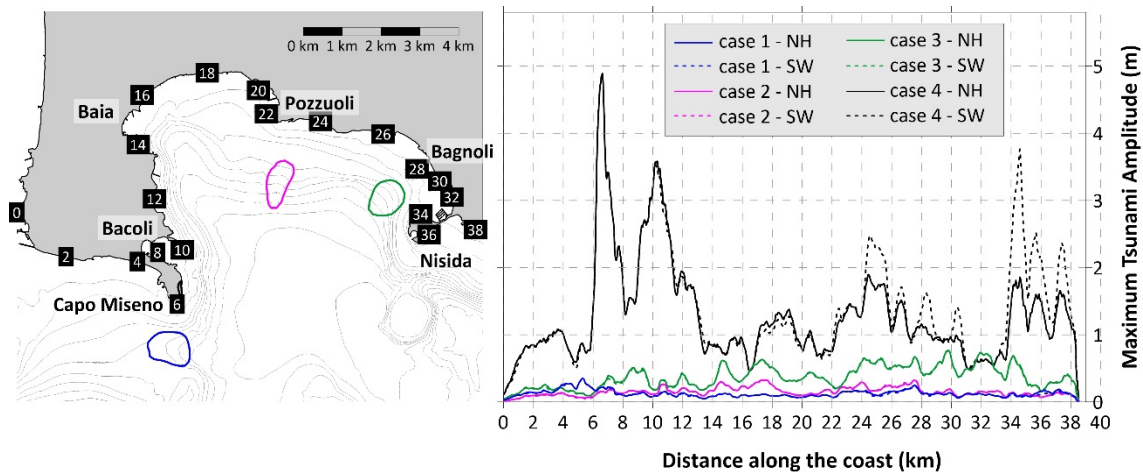 0 km 1 km 2 km 3 km 4 km
18
16
20
Baia
22
Pozzuoli
24
26
14
Bagnoli
28
30
12
32
0
34
38
Bacoli
36
10
8
2
4
Nisida
Capo Miseno
6
case 1 - NH
case 1 - SW
case 2 - NH
case 2 - SW
case 3 - NH
case 3 - SW
case 4 - NH
case 4 - SW
5
4
3
2
1
0
Maximum Tsunami Amplitude (m)
0 2 4 6 8 10 12 14 16 18 20 22 24 26 28 30 32 34 36 38 40
Distance along the coast (km)